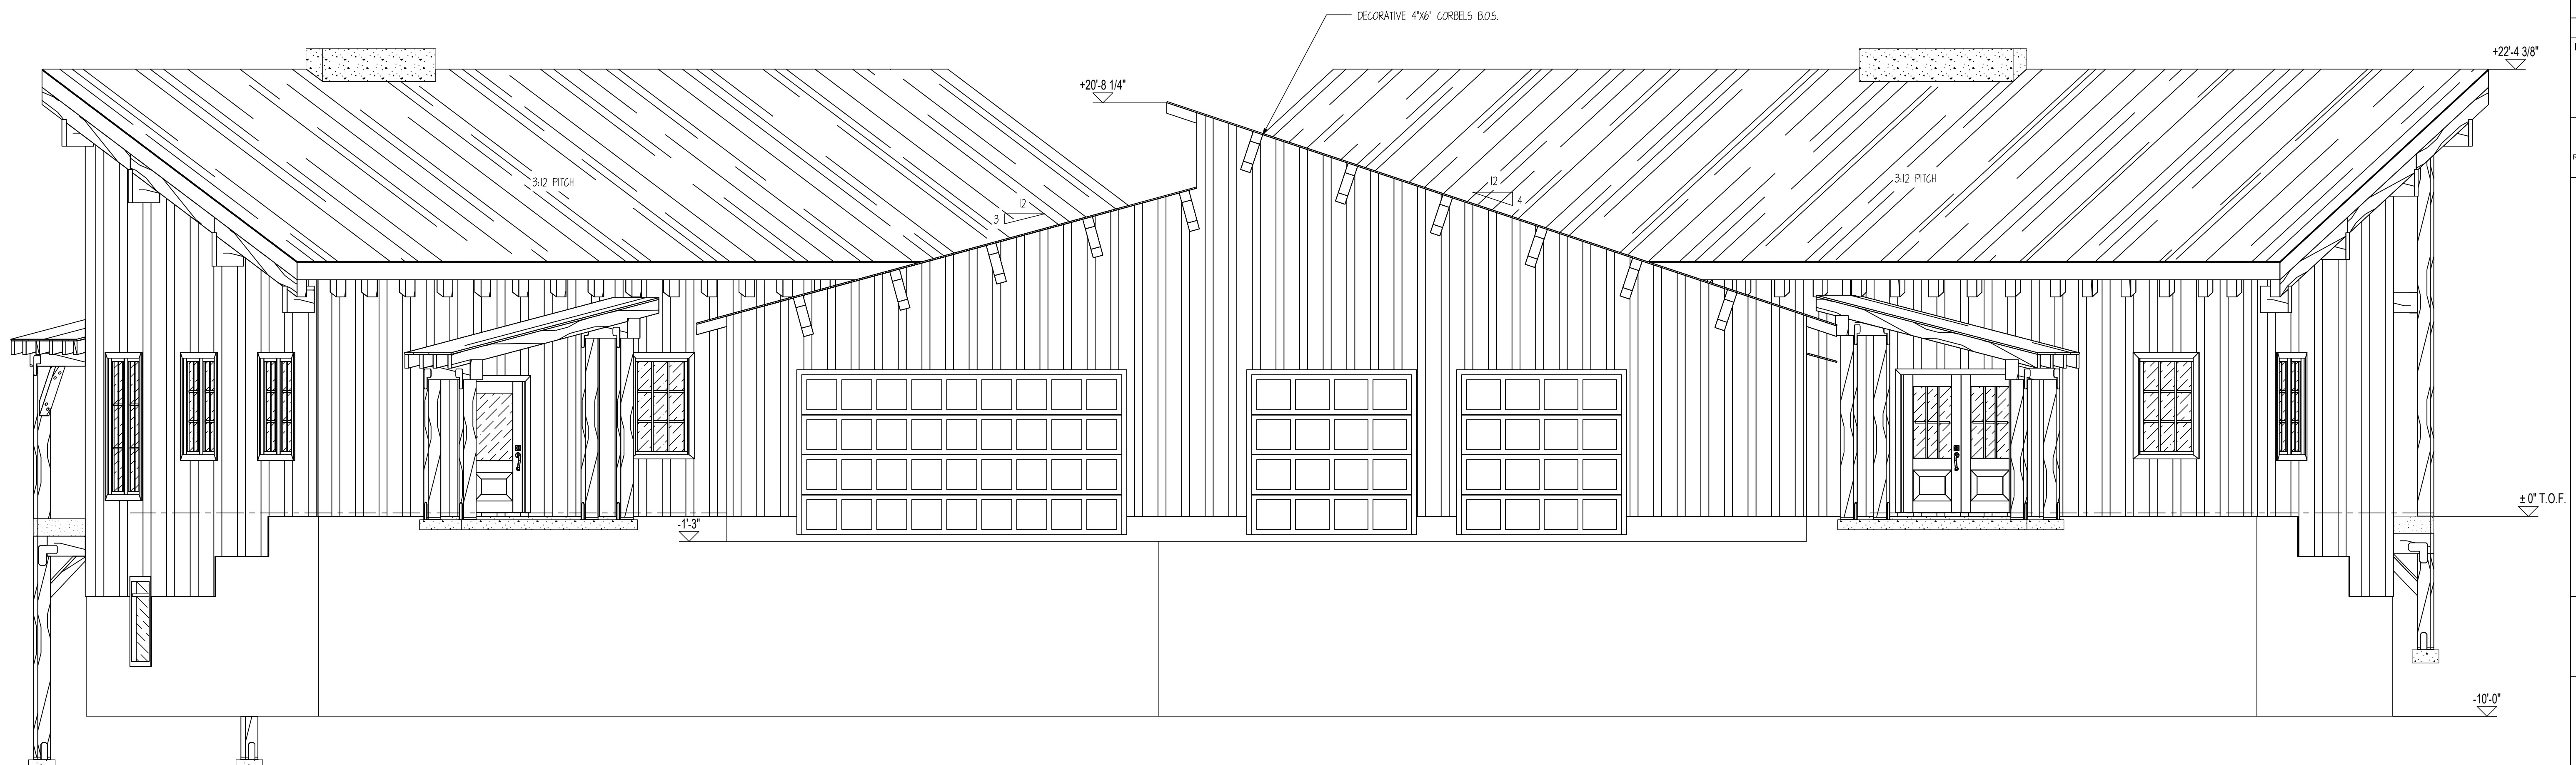 DECORATIVE 4"X6" CORBELS B.O.S.
+22'-4 3/8"
+20'-8 1/4"
3:12 PITCH
3:12 PITCH
12
3
12
4
± 0" T.O.F.
-1'-3"
-10'-0"